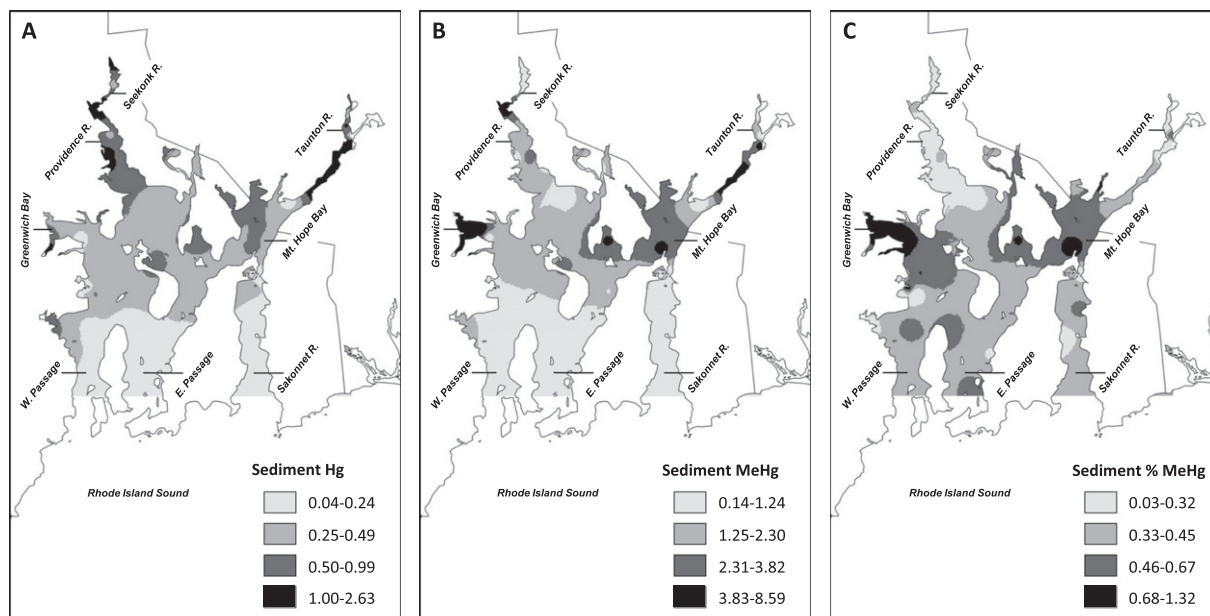 A
Seekonk R.
Providence R.
Taunton R.
Greenwich Bay
Mt. Hope Bay
W. Passage
E. Passage
Sakonnet R.
Rhode Island Sound
Sediment Hg
0.04-0.24
0.25-0.49
0.50-0.99
1.00-2.63
B
Seekonk R.
Providence R.
Taunton R.
Greenwich Bay
Mt. Hope Bay
W. Passage
E. Passage
Sakonnet R.
Rhode Island Sound
Sediment MeHg
0.14-1.24
1.25-2.30
2.31-3.82
3.83-8.59
C
Seekonk R.
Providence R.
Taunton R.
Greenwich Bay
Mt. Hope Bay
W. Passage
E. Passage
Sakonnet R.
Rhode Island Sound
Sediment % MeHg
0.03-0.32
0.33-0.45
0.46-0.67
0.68-1.32